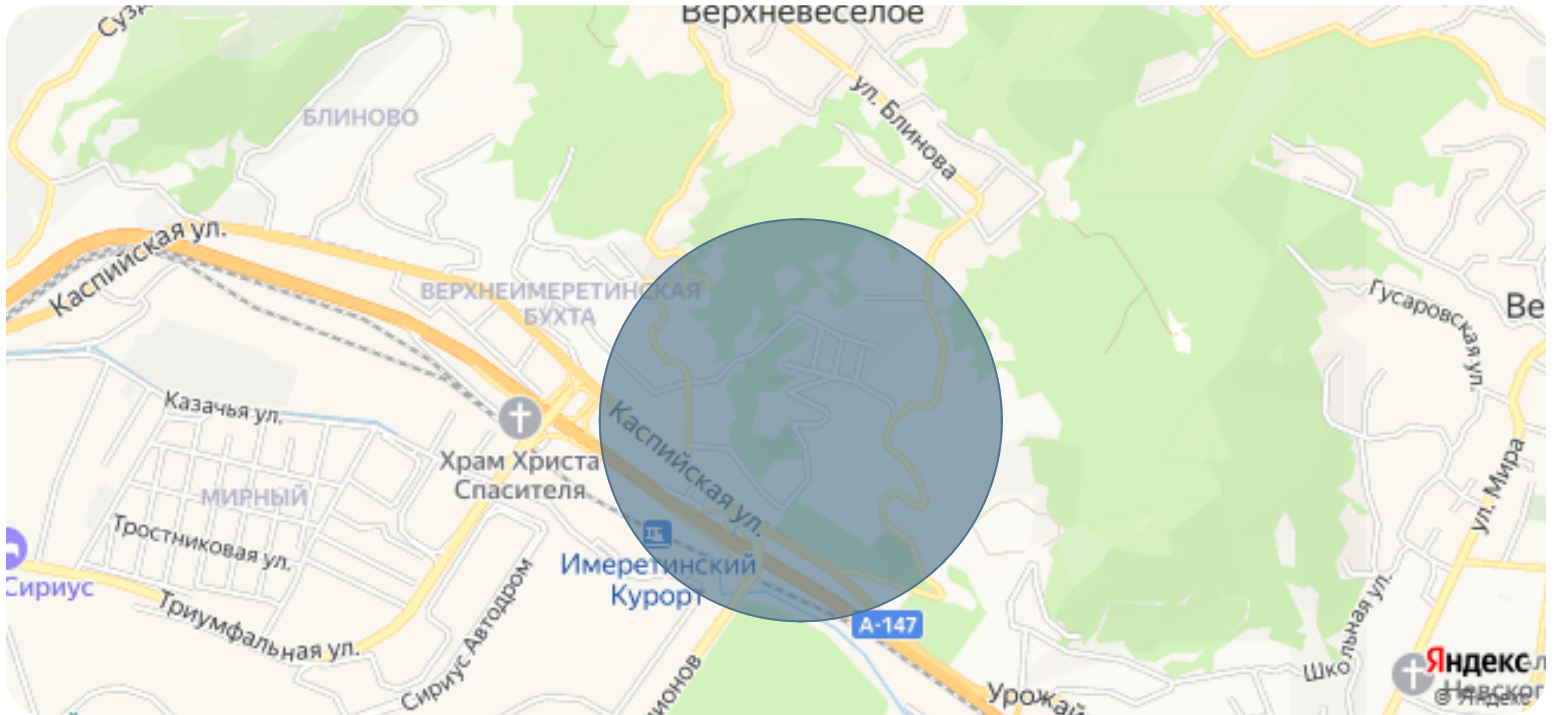 Верхневеселое
ул. Блинова
БЛИНОВО
Каспийская ул.
ВЕРХНЕИМЕРЕТИНСКАЯ
БУХТА
Гусаровская ул.
Казачья ул.
Каспийская ул.
Храм Христа
Спасителя
МИРНЫЙ
ул. Мира
Тростниковая ул.
Имеретинский
Курорт
Сириус
Триумфальная ул.
Сириус Автодром
А-147
Школьная ул.
Яндекс
© Яндекс